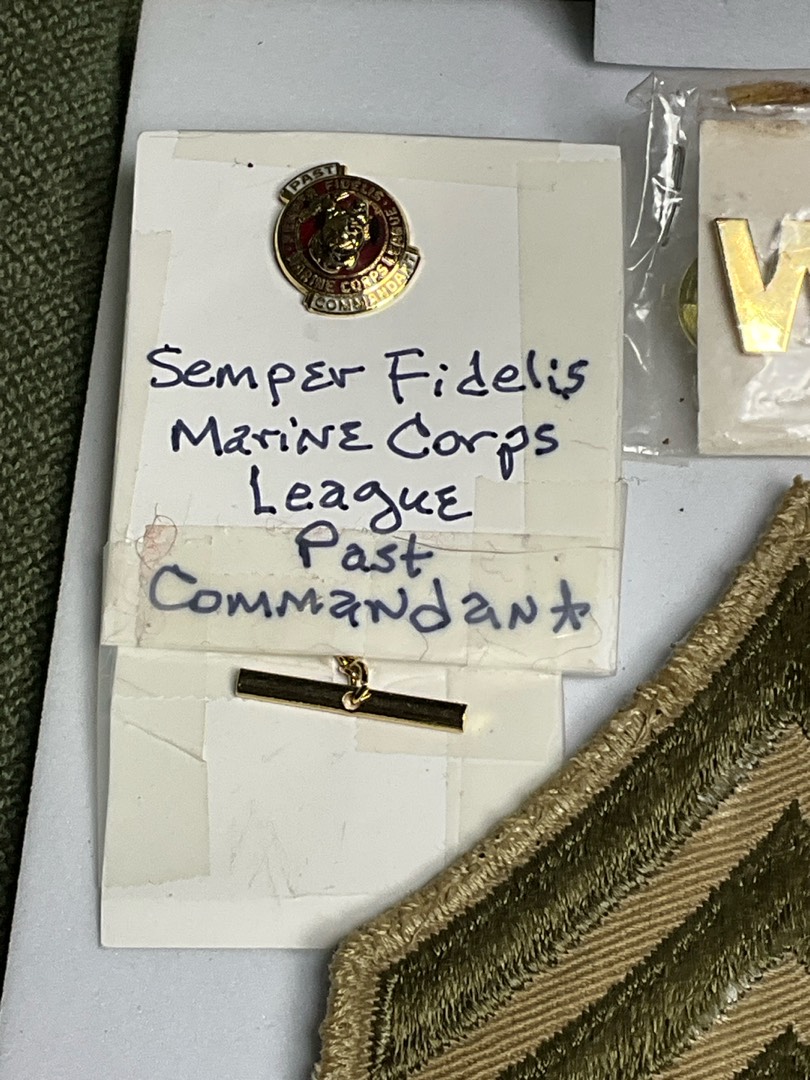 PAST
SEMPER FIDELIS
MARINE CORPS LEAGUE
COMMANDANT
Semper Fidelis
Marine Corps
League
Past
Commandant
W